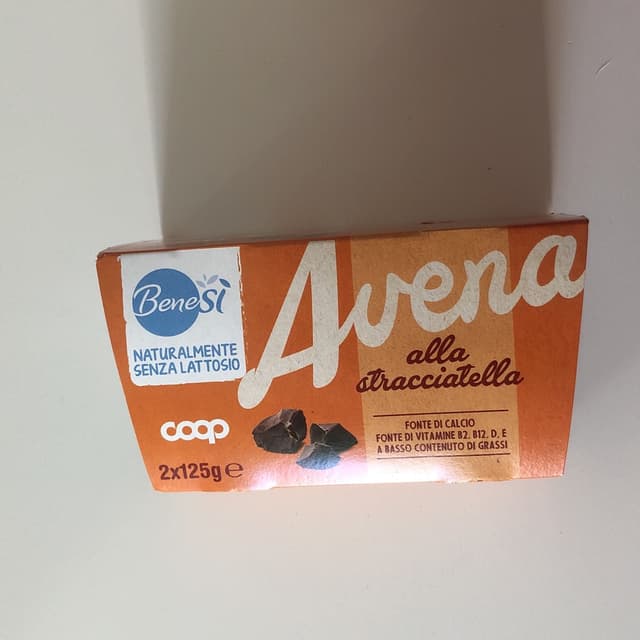 BeneSì
NATURALMENTE
SENZA LATTOSIO
coop
2x125g e
Avena
alla
stracciatella
FONTE DI CALCIO
FONTE DI VITAMINE B2, B12, D, E
A BASSO CONTENUTO DI GRASSI